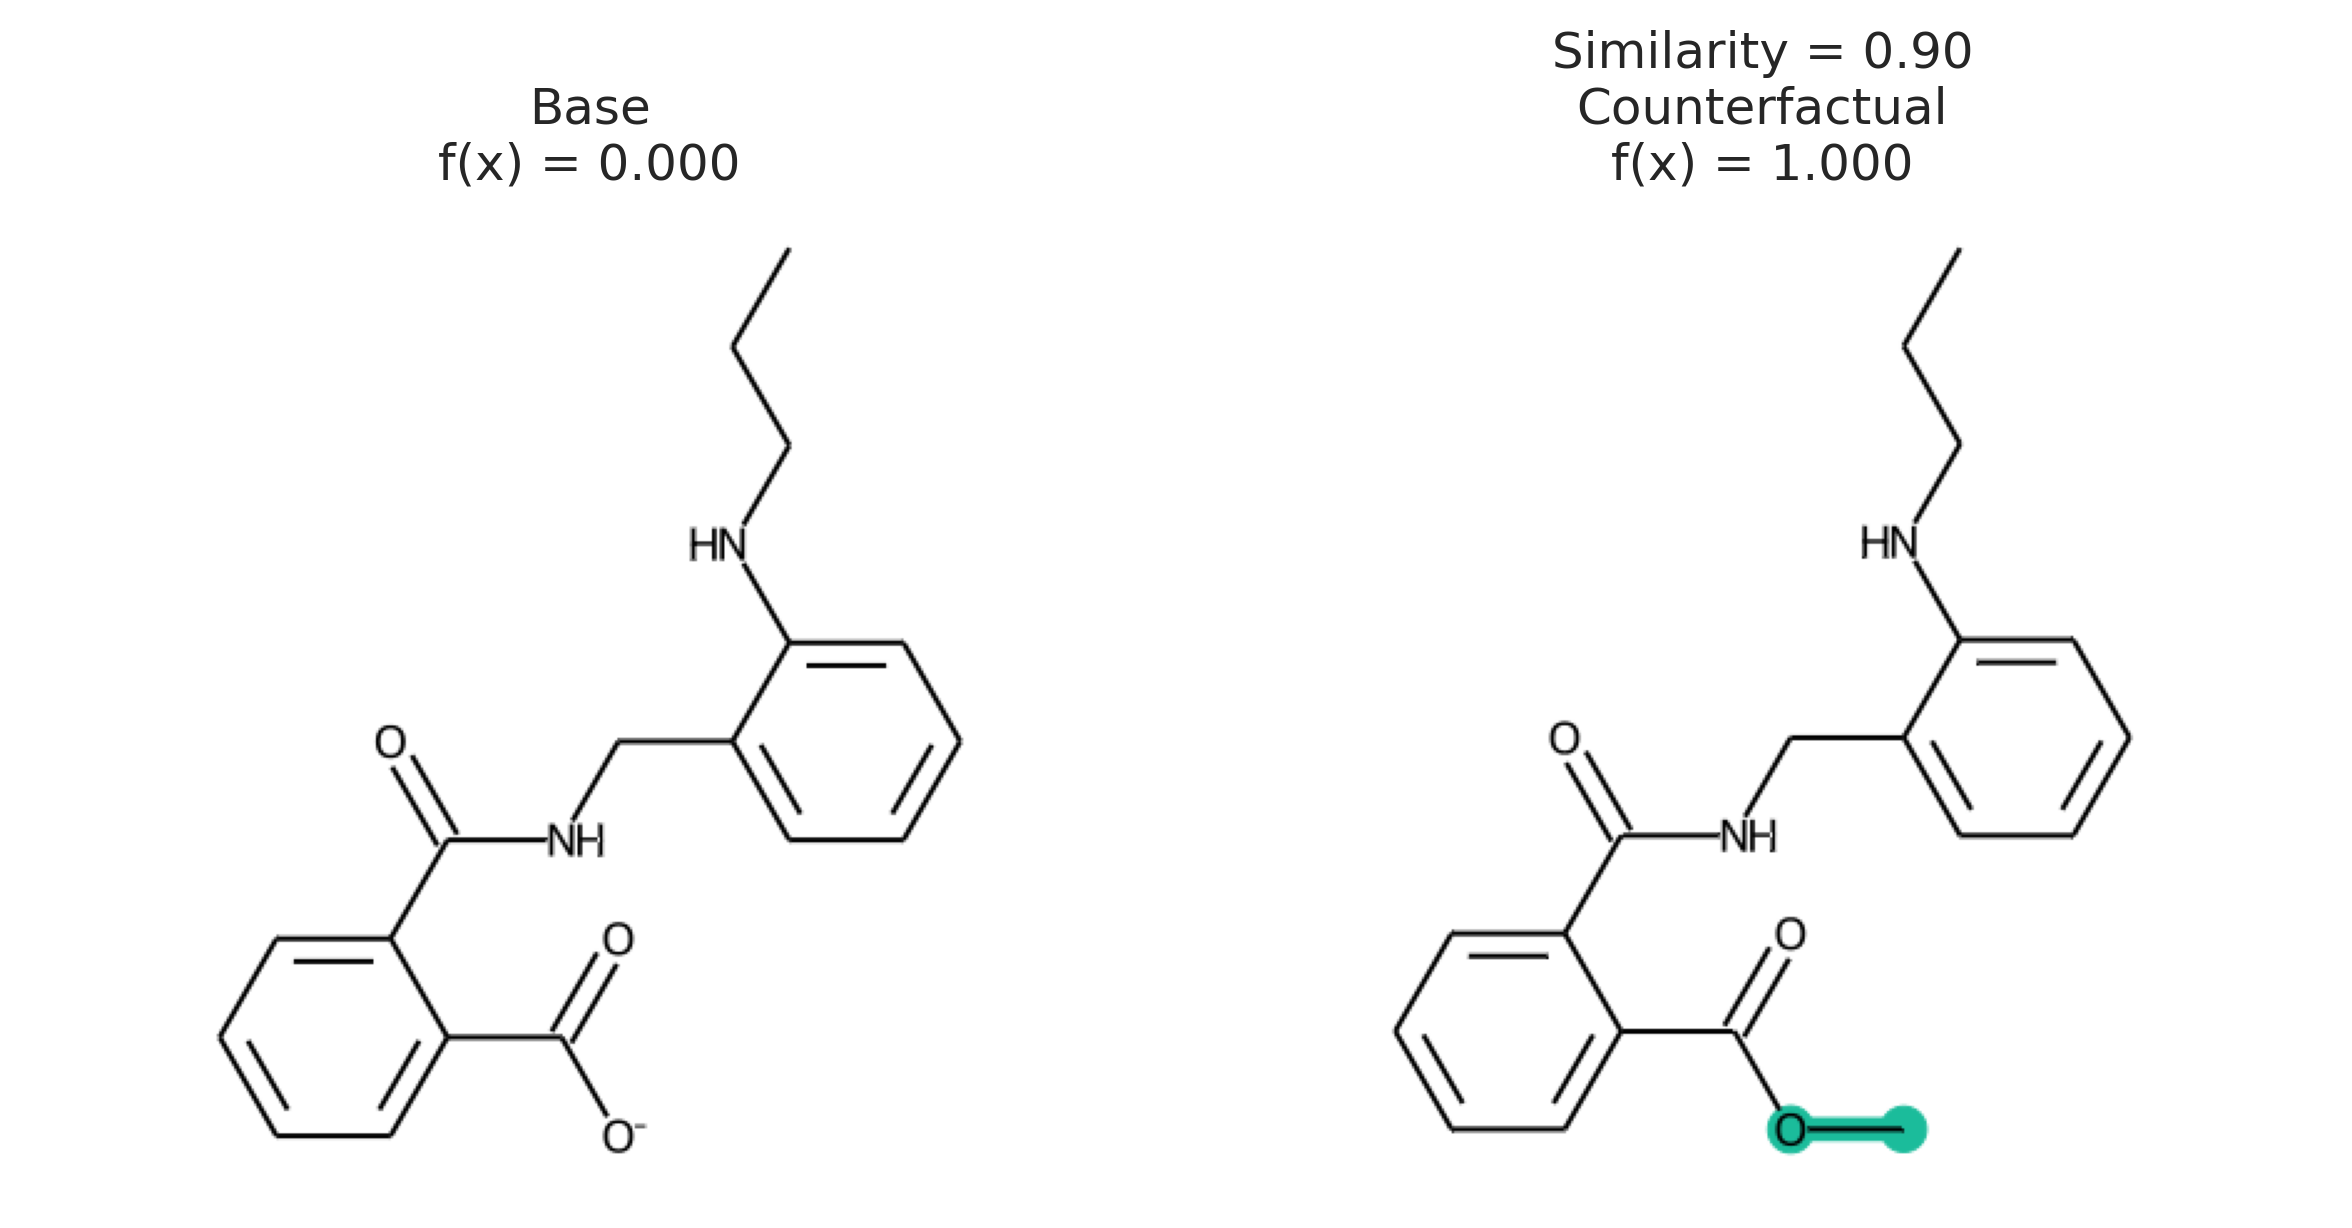 Base
f(x) = 0.000
HN
O
NH
O
O⁻
Similarity = 0.90
Counterfactual
f(x) = 1.000
HN
O
NH
O
O